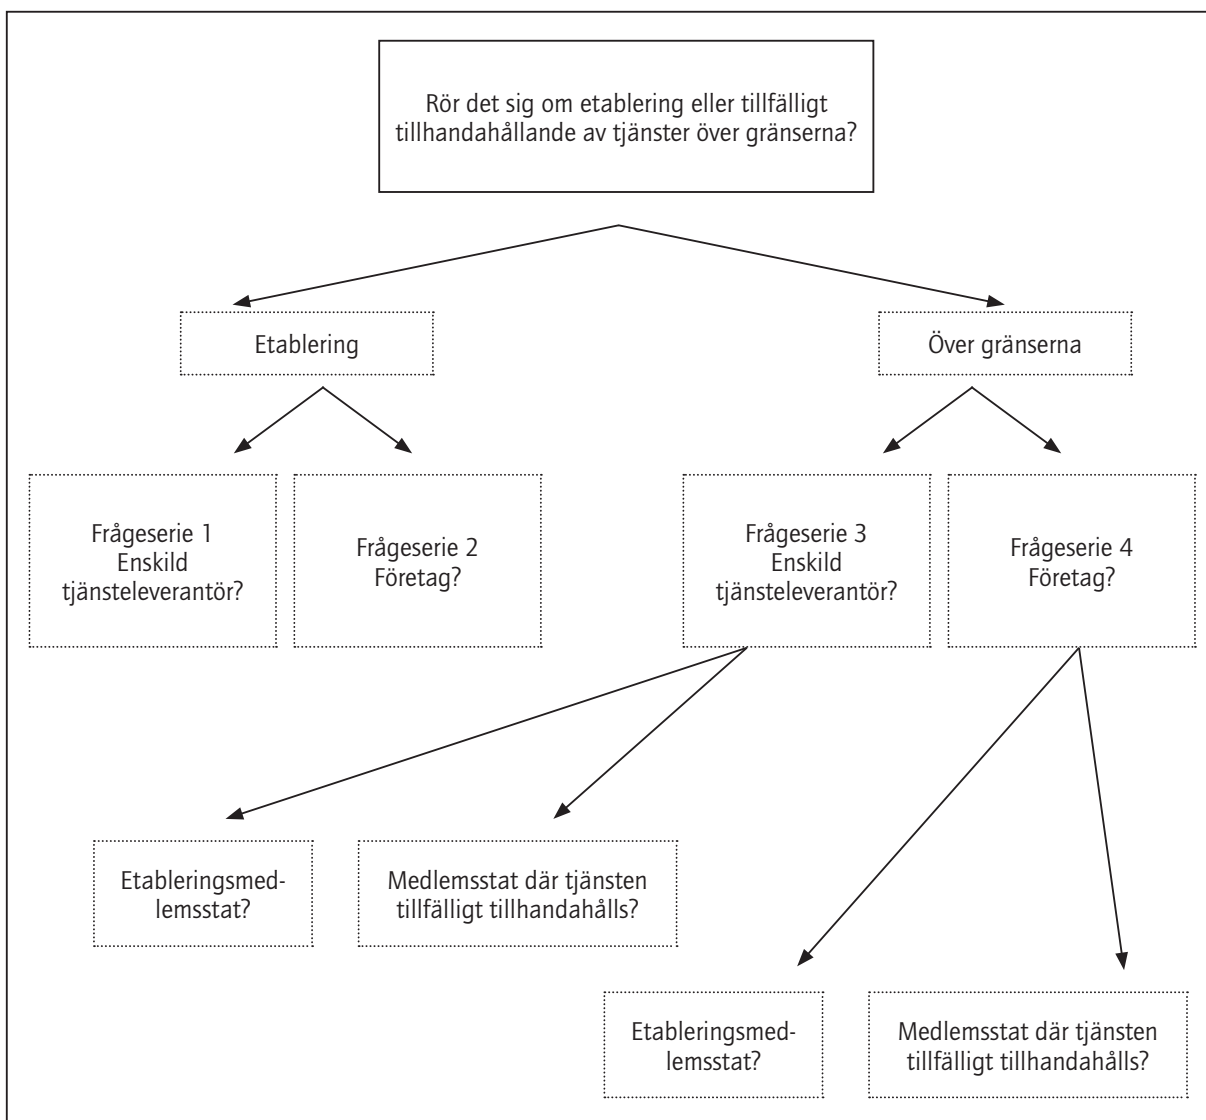 Rör det sig om etablering eller tillfälligt
tillhandahållande av tjänster över gränserna?
Etablering
Över gränserna
Frågeserie 1
Enskild
tjänsteleverantör?
Frågeserie 2
Företag?
Frågeserie 3
Enskild
tjänsteleverantör?
Frågeserie 4
Företag?
Etableringsmed-
lemsstat?
Medlemsstat där tjänsten
tillfälligt tillhandahålls?
Etableringsmed-
lemsstat?
Medlemsstat där tjänsten
tillfälligt tillhandahålls?